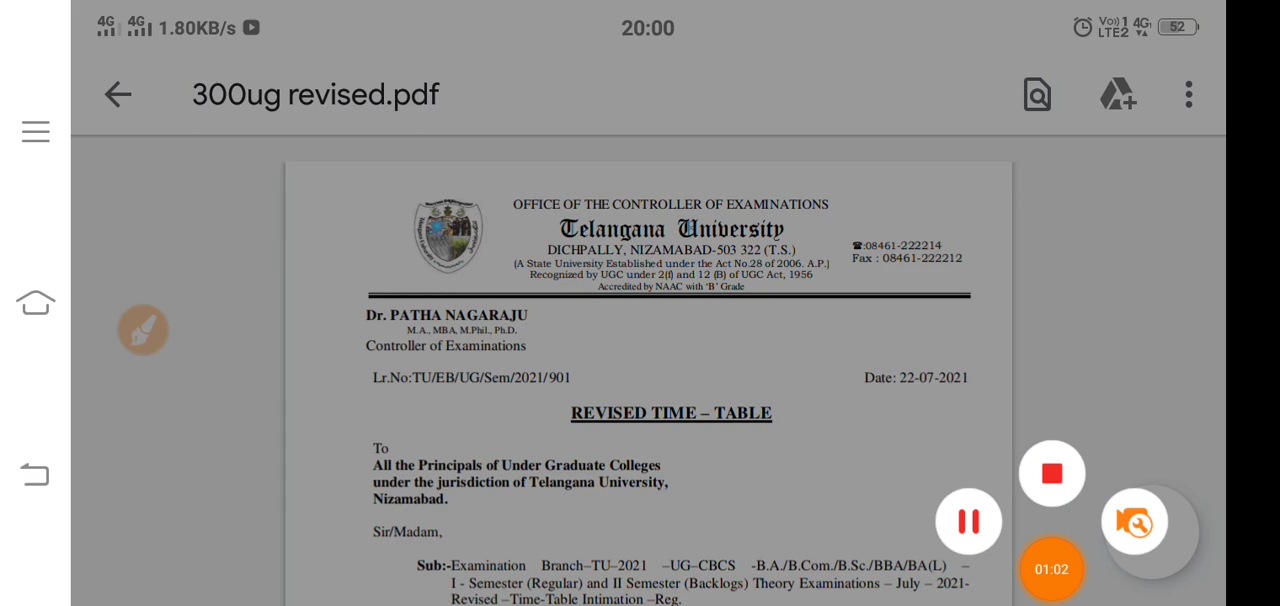 4G 4G 1.80KB/s
20:00
Vo)) 1 4G
LTE2
52
300ug revised.pdf
OFFICE OF THE CONTROLLER OF EXAMINATIONS
Telangana University
DICHPALLY, NIZAMABAD-503 322 (T.S.)
(A State University Established under the Act No.28 of 2006. A.P.)
Recognized by UGC under 2(f) and 12 (B) of UGC Act, 1956
Accredited by NAAC with 'B' Grade
☎:08461-222214
Fax : 08461-222212
Dr. PATHA NAGARAJU
M.A., MBA, M.Phil., Ph.D.
Controller of Examinations
Lr.No:TU/EB/UG/Sem/2021/901
Date: 22-07-2021
REVISED TIME – TABLE
To
All the Principals of Under Graduate Colleges
under the jurisdiction of Telangana University,
Nizamabad.
Sir/Madam,
Sub:-Examination Branch–TU–2021 –UG–CBCS -B.A./B.Com./B.Sc./BBA/BA(L) –
I - Semester (Regular) and II Semester (Backlogs) Theory Examinations – July – 2021-
Revised –Time-Table Intimation –Reg.
01:02